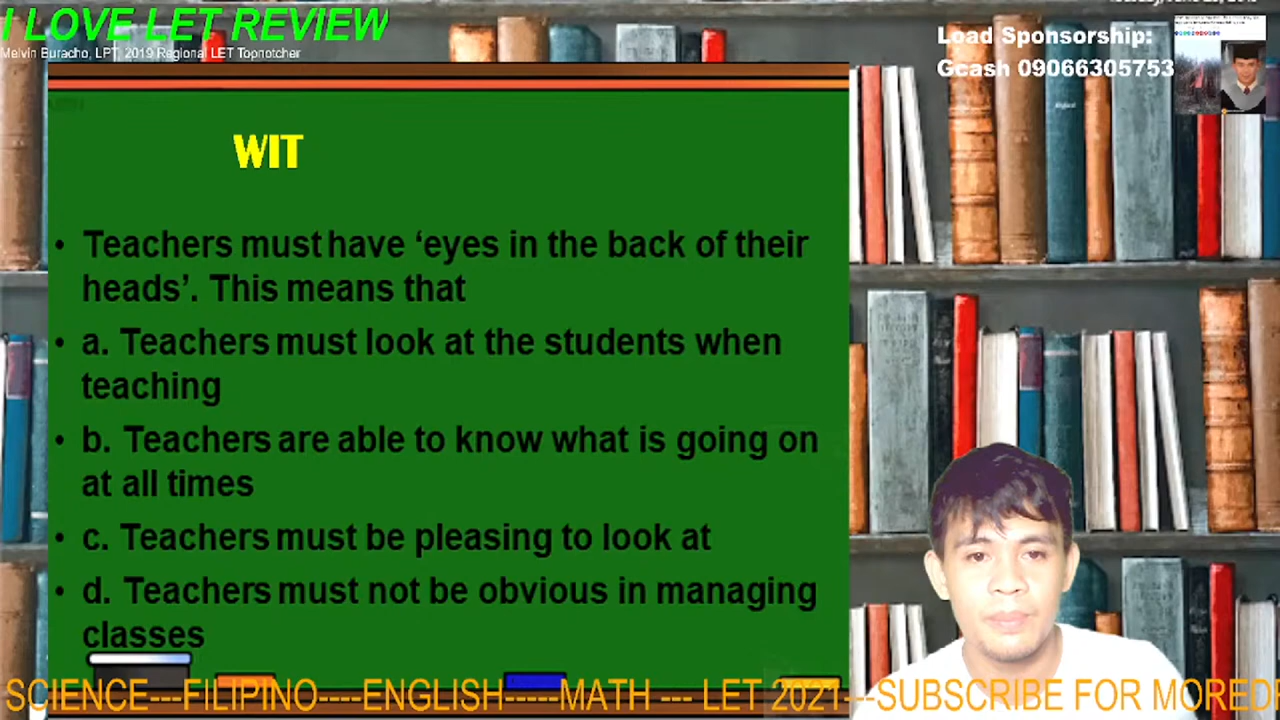 I LOVE LET REVIEW
Melvin Buracho, LPT, 2019 Regional LET Topnotcher
Load Sponsorship:
Gcash 09066305753
WIT
• Teachers must have ‘eyes in the back of their
heads’. This means that
• a. Teachers must look at the students when
teaching
• b. Teachers are able to know what is going on
at all times
• c. Teachers must be pleasing to look at
• d. Teachers must not be obvious in managing
classes
SCIENCE---FILIPINO----ENGLISH-----MATH --- LET 2021---SUBSCRIBE FOR MORE